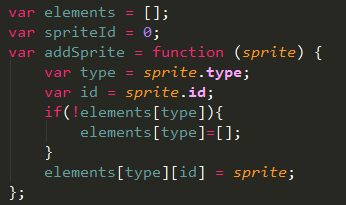 var elements = [];
var spriteId = 0;
var addSprite = function (sprite) {
    var type = sprite.type;
    var id = sprite.id;
    if(!elements[type]){
        elements[type]=[];
    }
    elements[type][id] = sprite;
};